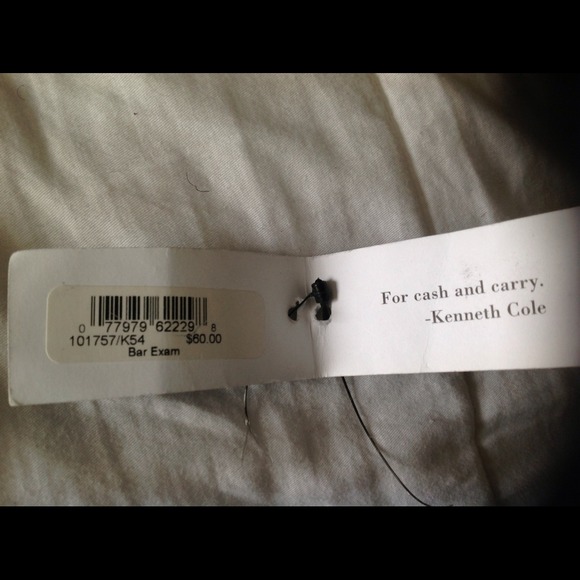 0 77979 62229 8
101757/K54 $60.00
Bar Exam
For cash and carry.
-Kenneth Cole